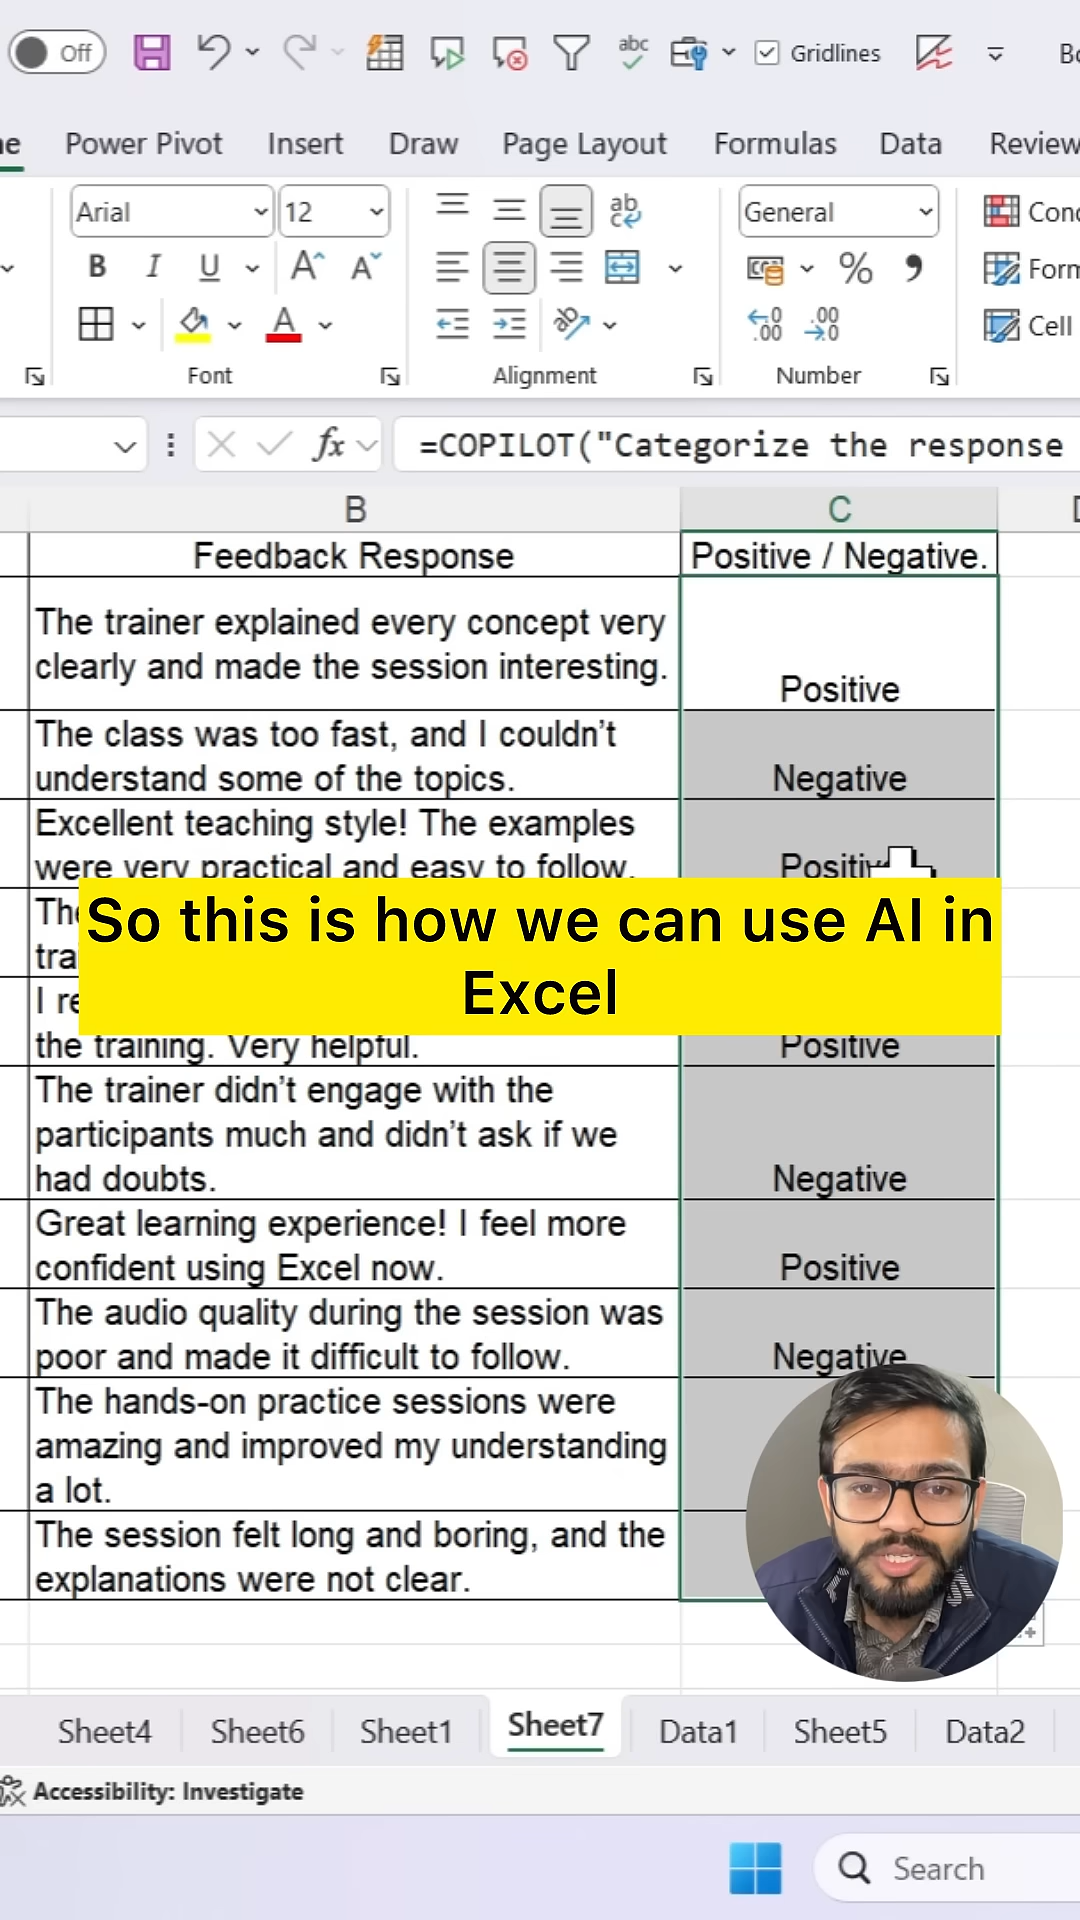 Off
abc
Gridlines
Power Pivot Insert Draw Page Layout Formulas Data Review
Arial 12 General
B I U A A
Font Alignment Number
Cell
fx =COPILOT("Categorize the response
B C
Feedback Response Positive / Negative.
The trainer explained every concept very
clearly and made the session interesting.
Positive
The class was too fast, and I couldn't
understand some of the topics.
Negative
Excellent teaching style! The examples
were very practical and easy to follow.
So this is how we can use AI in
Excel
the training. Very helpful.
Positive
The trainer didn't engage with the
participants much and didn't ask if we
had doubts.
Negative
Great learning experience! I feel more
confident using Excel now.
Positive
The audio quality during the session was
poor and made it difficult to follow.
Negative
The hands-on practice sessions were
amazing and improved my understanding
a lot.
The session felt long and boring, and the
explanations were not clear.
Sheet4 Sheet6 Sheet1 Sheet7 Data1 Sheet5 Data2
Accessibility: Investigate
Search